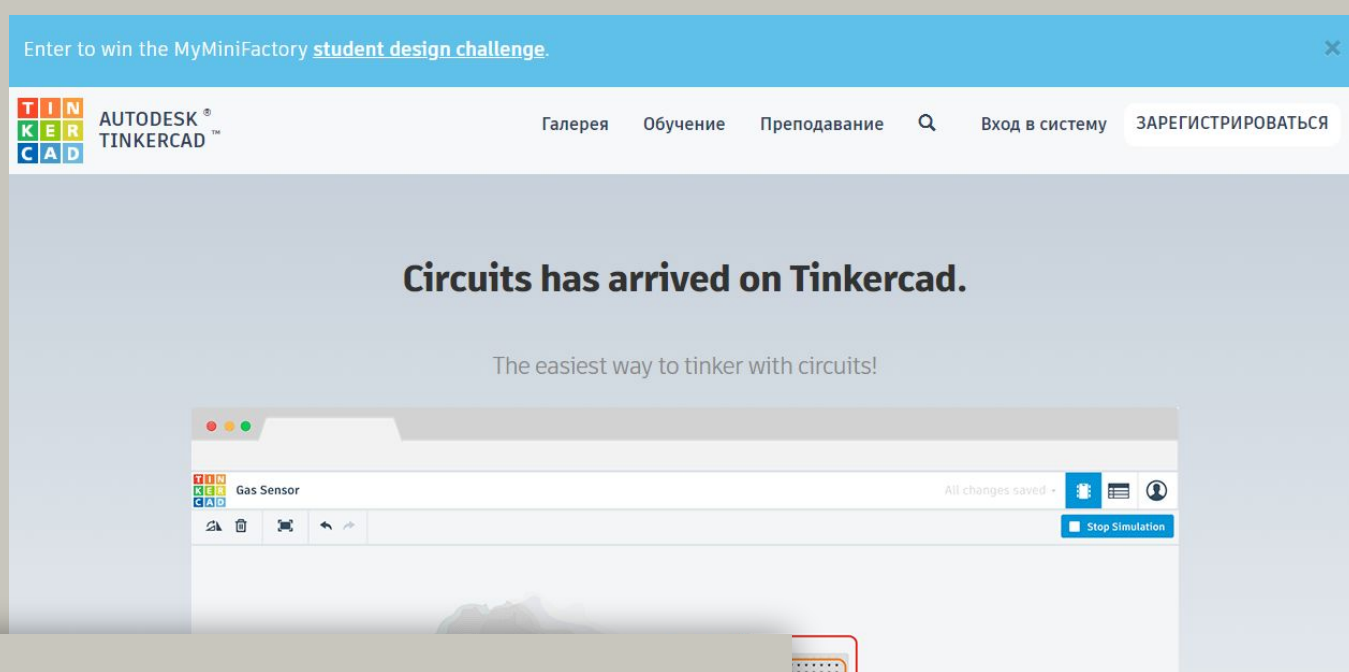 Enter to win the MyMiniFactory student design challenge.
×
TIN
KER
CAD
AUTODESK ®
TINKERCAD ™
Галерея Обучение Преподавание Вход в систему ЗАРЕГИСТРИРОВАТЬСЯ
Circuits has arrived on Tinkercad.
The easiest way to tinker with circuits!
TIN
KER
CAD
Gas Sensor All changes saved
Stop Simulation